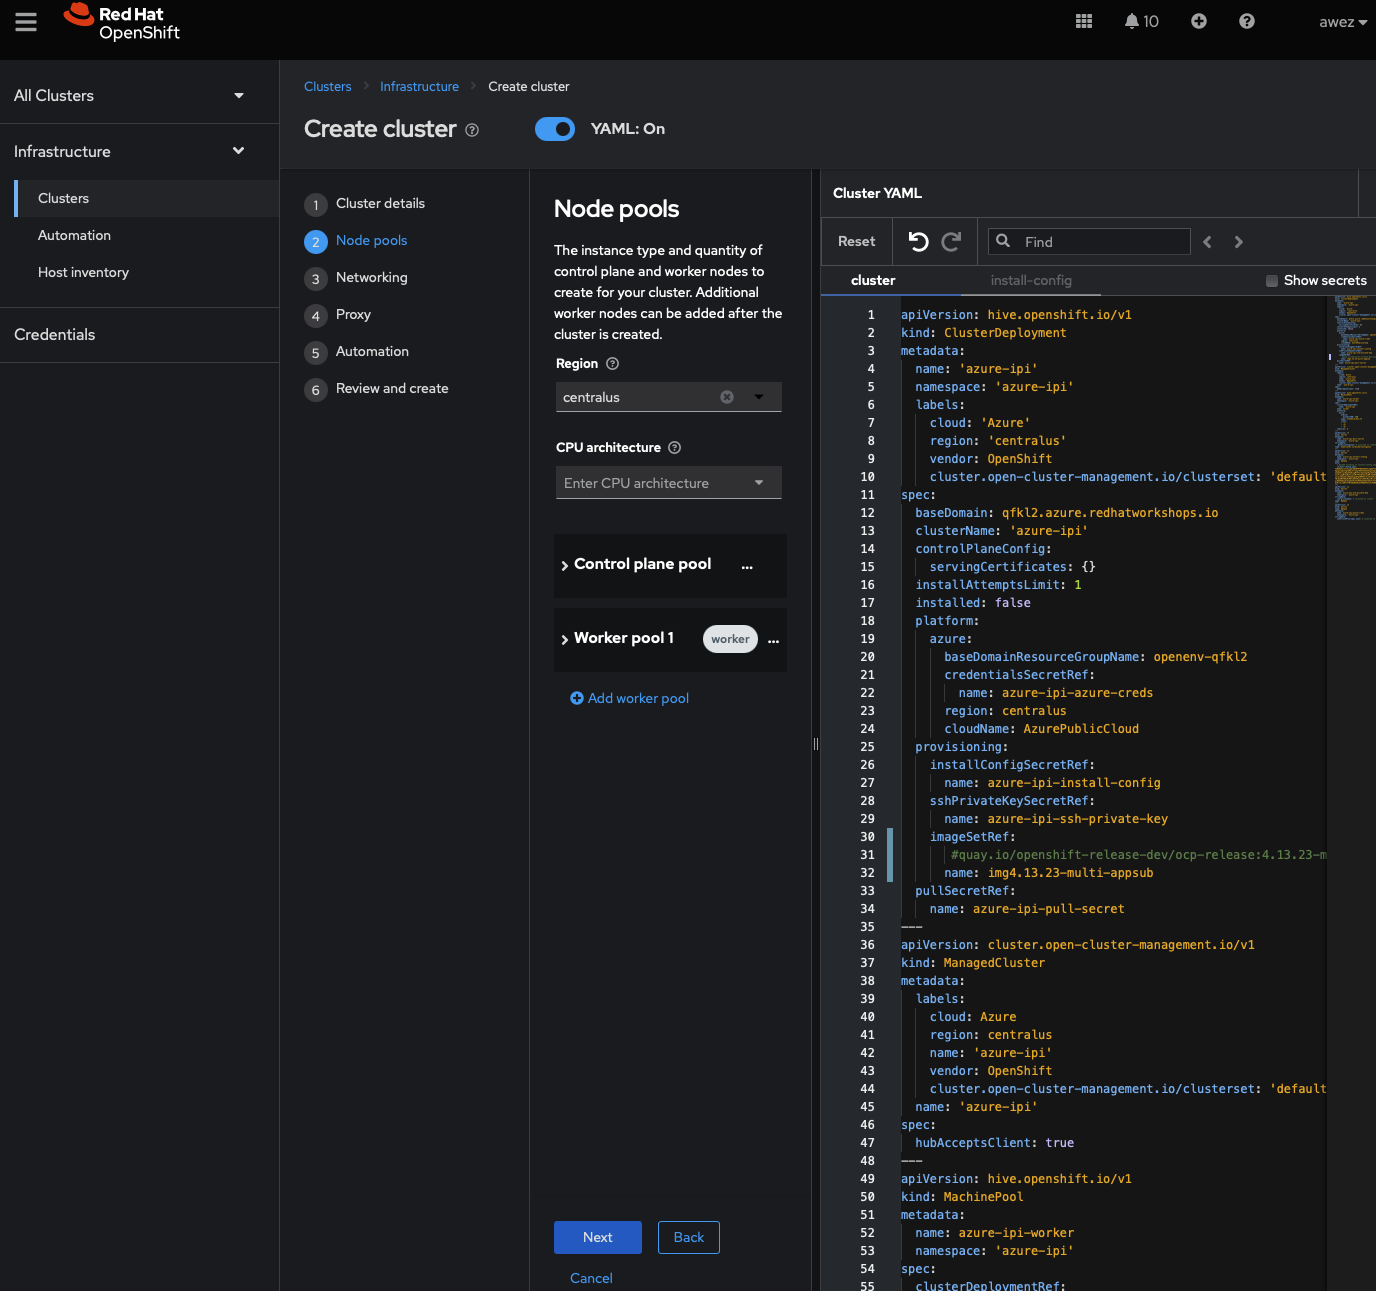 Red Hat
OpenShift
10
awez
All Clusters
Infrastructure
Clusters
Automation
Host inventory
Credentials
Clusters
Infrastructure
Create cluster
Create cluster
YAML: On
1 Cluster details
2 Node pools
3 Networking
4 Proxy
5 Automation
6 Review and create
Node pools
The instance type and quantity of
control plane and worker nodes to
create for your cluster. Additional
worker nodes can be added after the
cluster is created.
Region
centralus
CPU architecture
Enter CPU architecture
Control plane pool ...
Worker pool 1 worker ...
Add worker pool
Next
Back
Cancel
Cluster YAML
Reset
Find
cluster
install-config
Show secrets
1 apiVersion: hive.openshift.io/v1
2 kind: ClusterDeployment
3 metadata:
4 name: 'azure-ipi'
5 namespace: 'azure-ipi'
6 labels:
7 cloud: 'Azure'
8 region: 'centralus'
9 vendor: OpenShift
10 cluster.open-cluster-management.io/clusterset: 'default
11 spec:
12 baseDomain: qfkl2.azure.redhatworkshops.io
13 clusterName: 'azure-ipi'
14 controlPlaneConfig:
15 servingCertificates: {}
16 installAttemptsLimit: 1
17 installed: false
18 platform:
19 azure:
20 baseDomainResourceGroupName: openenv-qfkl2
21 credentialsSecretRef:
22 name: azure-ipi-azure-creds
23 region: centralus
24 cloudName: AzurePublicCloud
25 provisioning:
26 installConfigSecretRef:
27 name: azure-ipi-install-config
28 sshPrivateKeySecretRef:
29 name: azure-ipi-ssh-private-key
30 imageSetRef:
31 #quay.io/openshift-release-dev/ocp-release:4.13.23-m
32 name: img4.13.23-multi-appsub
33 pullSecretRef:
34 name: azure-ipi-pull-secret
35 ---
36 apiVersion: cluster.open-cluster-management.io/v1
37 kind: ManagedCluster
38 metadata:
39 labels:
40 cloud: Azure
41 region: centralus
42 name: 'azure-ipi'
43 vendor: OpenShift
44 cluster.open-cluster-management.io/clusterset: 'default
45 name: 'azure-ipi'
46 spec:
47 hubAcceptsClient: true
48 ---
49 apiVersion: hive.openshift.io/v1
50 kind: MachinePool
51 metadata:
52 name: azure-ipi-worker
53 namespace: 'azure-ipi'
54 spec:
55 clusterDeploymentRef: